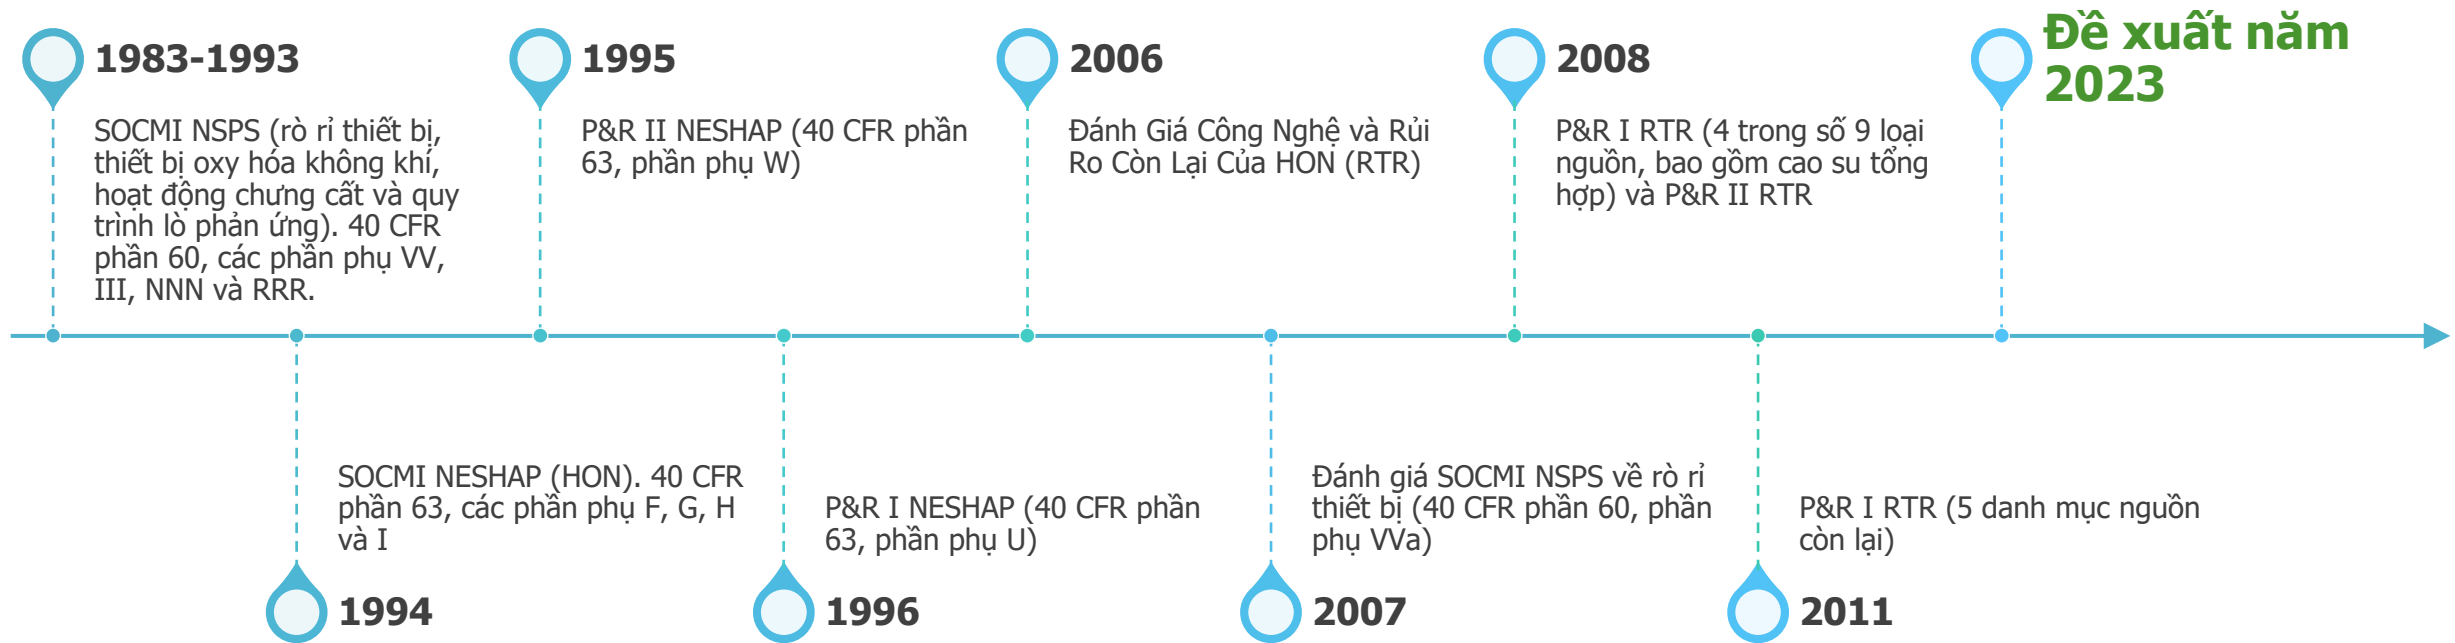 1983-1993
SOCMI NSPS (rò rỉ thiết bị,
thiết bị oxy hóa không khí,
hoạt động chưng cất và quy
trình lò phản ứng). 40 CFR
phần 60, các phần phụ VV,
III, NNN và RRR.
1995
P&R II NESHAP (40 CFR phần
63, phần phụ W)
2006
Đánh Giá Công Nghệ và Rủi
Ro Còn Lại Của HON (RTR)
2008
P&R I RTR (4 trong số 9 loại
nguồn, bao gồm cao su tổng
hợp) và P&R II RTR
Đề xuất năm
2023
SOCMI NESHAP (HON). 40 CFR
phần 63, các phần phụ F, G, H
và I
1994
P&R I NESHAP (40 CFR phần
63, phần phụ U)
1996
Đánh giá SOCMI NSPS về rò rỉ
thiết bị (40 CFR phần 60, phần
phụ VVa)
2007
P&R I RTR (5 danh mục nguồn
còn lại)
2011